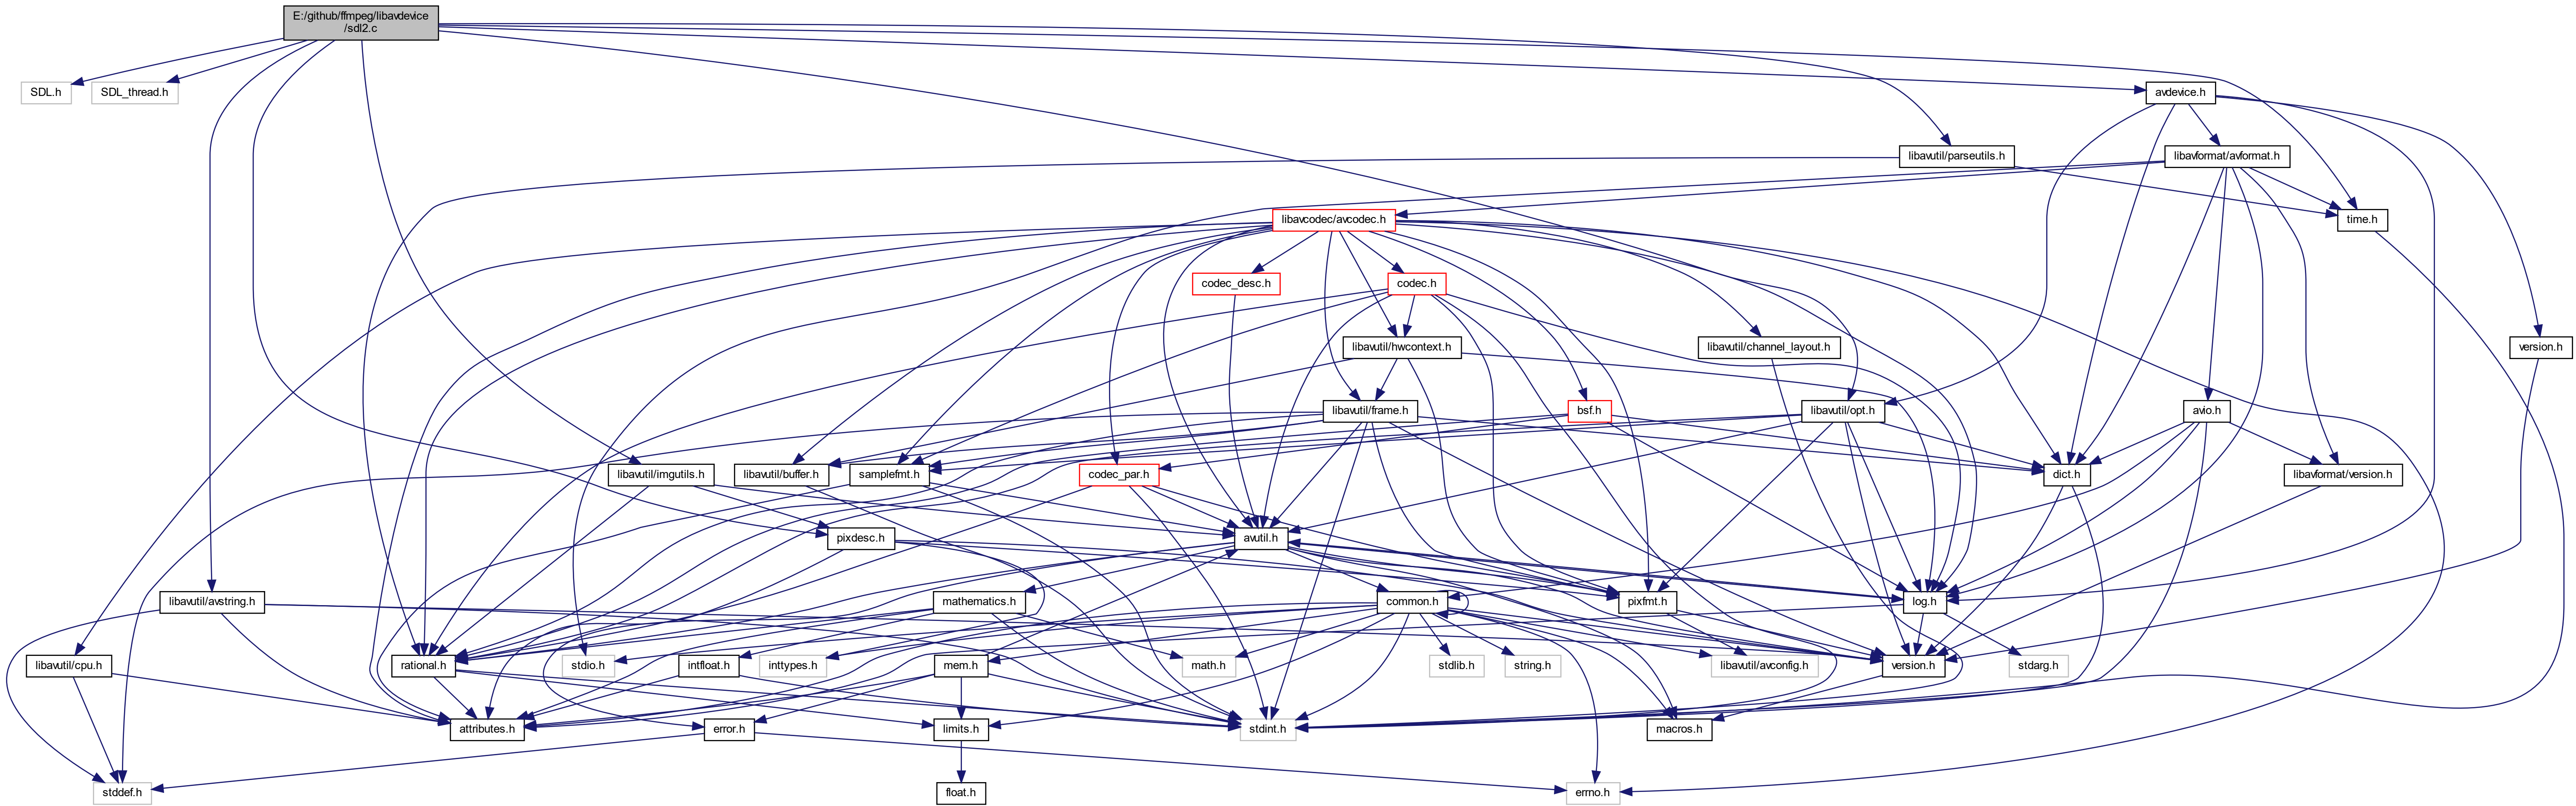 E:/github/ffmpeg/libavdevice
/sdl2.c
SDL.h
SDL_thread.h
avdevice.h
libavutil/parseutils.h
libavformat/avformat.h
libavcodec/avcodec.h
time.h
codec_desc.h
codec.h
libavutil/hwcontext.h
libavutil/channel_layout.h
version.h
libavutil/frame.h
bsf.h
libavutil/opt.h
avio.h
libavutil/imgutils.h
libavutil/buffer.h
samplefmt.h
codec_par.h
dict.h
libavformat/version.h
pixdesc.h
avutil.h
libavutil/avstring.h
mathematics.h
common.h
pixfmt.h
log.h
libavutil/cpu.h
rational.h
stdio.h
intfloat.h
inttypes.h
mem.h
math.h
stdlib.h
string.h
libavutil/avconfig.h
version.h
stdarg.h
attributes.h
error.h
limits.h
stdint.h
macros.h
stddef.h
float.h
errno.h